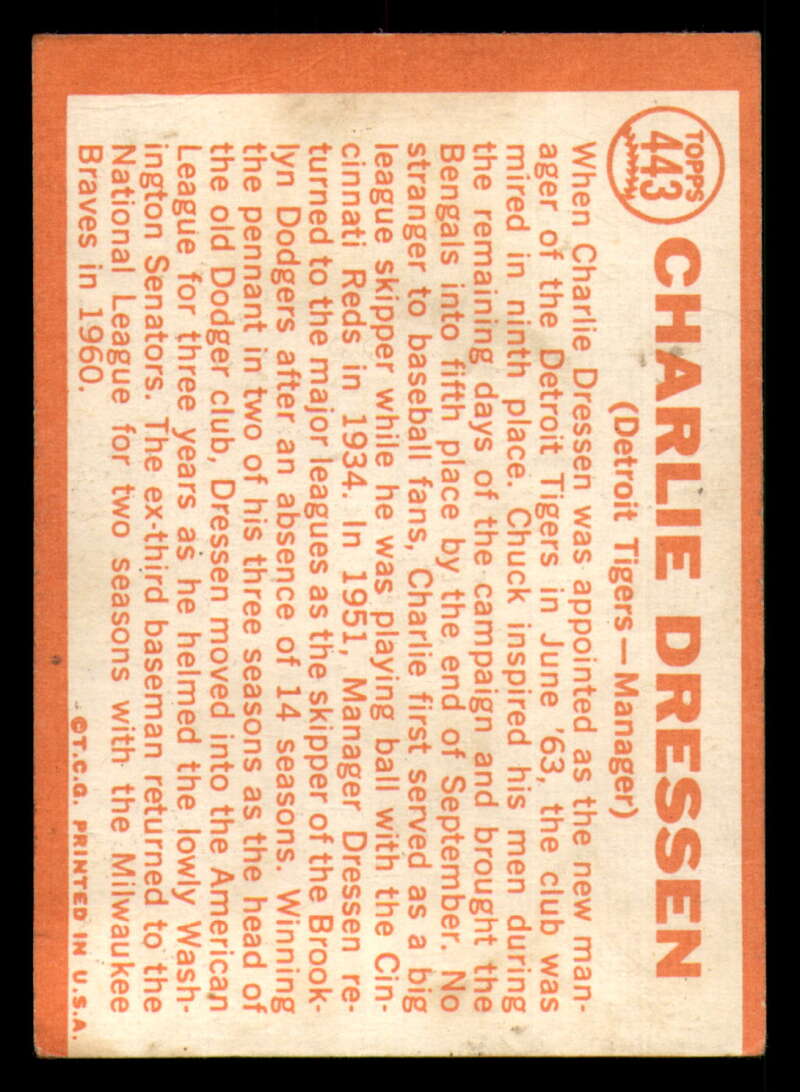 TOPPS
443
CHARLIE DRESSEN
(Detroit Tigers—Manager)
When Charlie Dressen was appointed as the new man-
ager of the Detroit Tigers in June '63, the club was
mired in ninth place. Chuck inspired his men during
the remaining days of the campaign and brought the
Bengals into fifth place by the end of September. No
stranger to baseball fans, Charlie first served as a big
league skipper while he was playing ball with the Cin-
cinnati Reds in 1934. In 1951, Manager Dressen re-
turned to the major leagues as the skipper of the Brook-
lyn Dodgers after an absence of 14 seasons. Winning
the pennant in two of his three seasons as the head of
the old Dodger club, Dressen moved into the American
League for three years as he helmed the lowly Wash-
ington Senators. The ex-third baseman returned to the
National League for two seasons with the Milwaukee
Braves in 1960.
©T.C.G. PRINTED IN U.S.A.